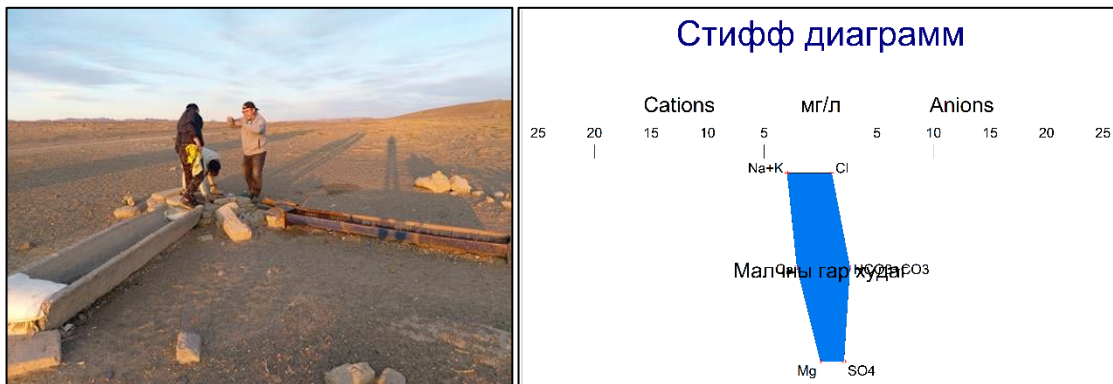 Стифф диаграмм
Cations мг/л Anions
25 20 15 10 5 5 10 15 20 25
Na+K Cl
Ca Малчны гар худаг HCO3+CO3
Mg SO4